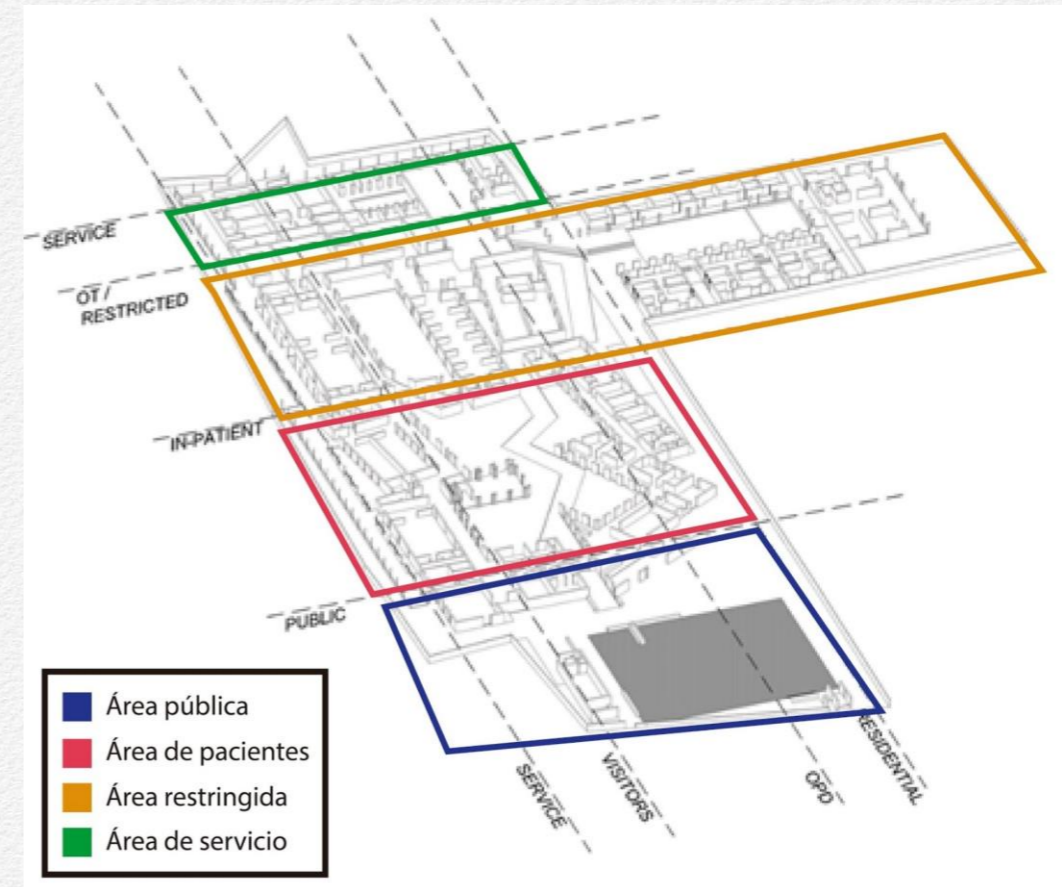 SERVICE
OT /
RESTRICTED
IN-PATIENT
PUBLIC
SERVICE
VISITORS
OPD
RESIDENTIAL
Área pública
Área de pacientes
Área restringida
Área de servicio